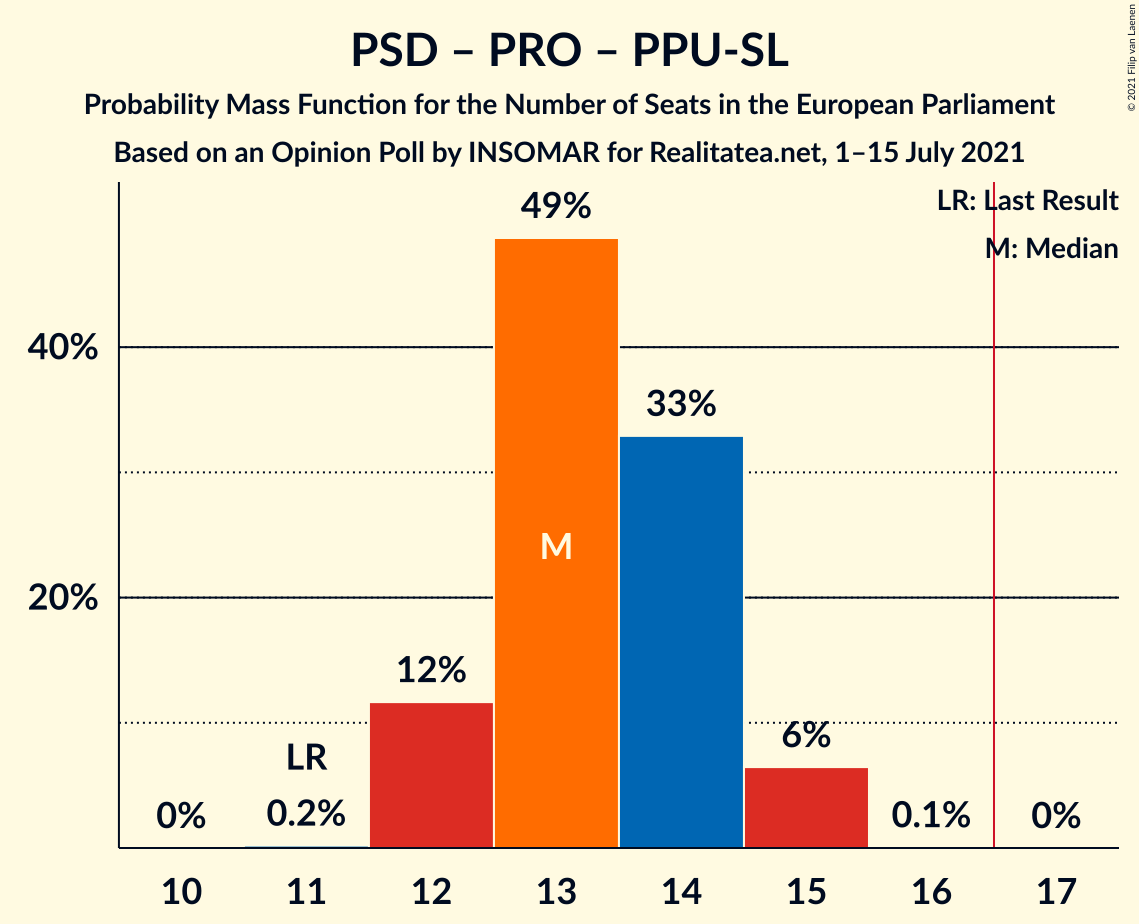 PSD – PRO – PPU-SL
Probability Mass Function for the Number of Seats in the European Parliament
Based on an Opinion Poll by INSOMAR for Realitatea.net, 1–15 July 2021
© 2021 Filip van Laenen
LR: Last Result
M: Median
49%
40%
33%
M
20%
12%
6%
LR
0%
0.2%
0.1%
0%
10 11 12 13 14 15 16 17